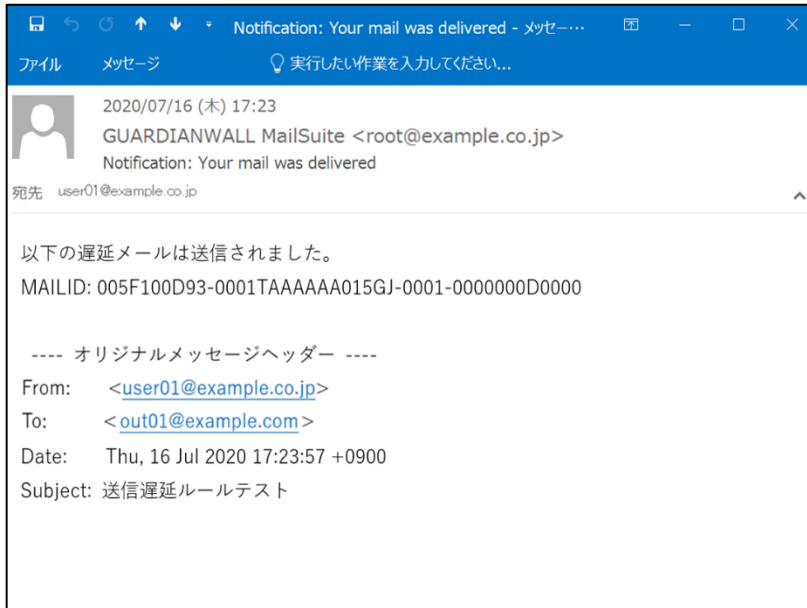 Notification: Your mail was delivered - メッセー…
ファイル メッセージ 実行したい作業を入力してください...
2020/07/16 (木) 17:23
GUARDIANWALL MailSuite <root@example.co.jp>
Notification: Your mail was delivered
宛先 user01@example.co.jp
以下の遅延メールは送信されました。
MAILID: 005F100D93-0001TAAAAAA015GJ-0001-0000000D0000
---- オリジナルメッセージヘッダー ----
From: <user01@example.co.jp>
To: <out01@example.com>
Date: Thu, 16 Jul 2020 17:23:57 +0900
Subject: 送信遅延ルールテスト